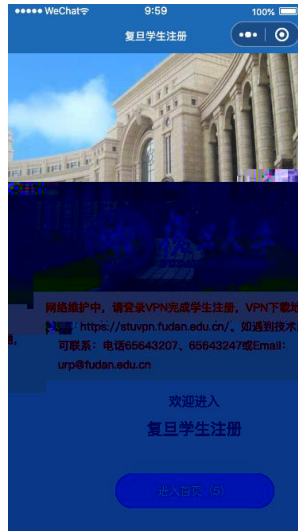 WeChat
9:59
100%
复旦学生注册
网络维护中，请登录VPN完成学生注册，VPN下载地
https://stuvpn.fudan.edu.cn/、如遇到技术
可联系：电话65643207、65643247或Email：
urp@fudan.edu.cn
欢迎进入
复旦学生注册
进入首页（5）